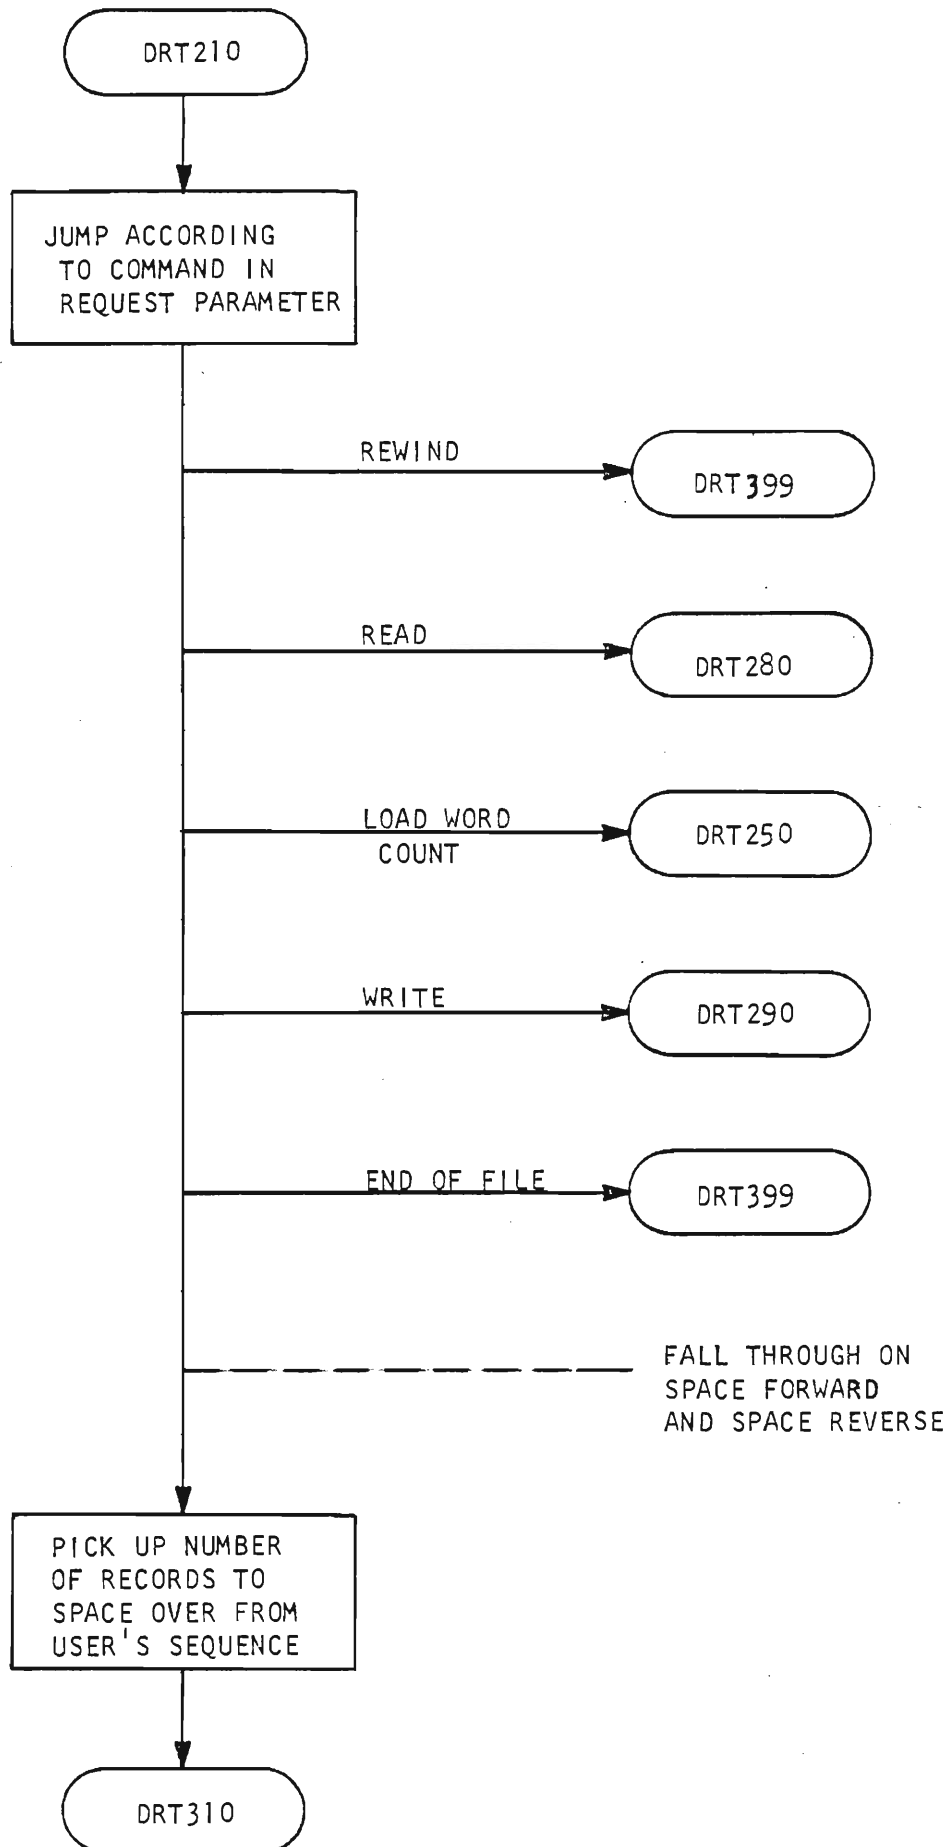 DRT210
JUMP ACCORDING
TO COMMAND IN
REQUEST PARAMETER
REWIND
DRT399
READ
DRT280
LOAD WORD
COUNT
DRT250
WRITE
DRT290
END OF FILE
DRT399
FALL THROUGH ON
SPACE FORWARD
AND SPACE REVERSE
PICK UP NUMBER
OF RECORDS TO
SPACE OVER FROM
USER'S SEQUENCE
DRT310